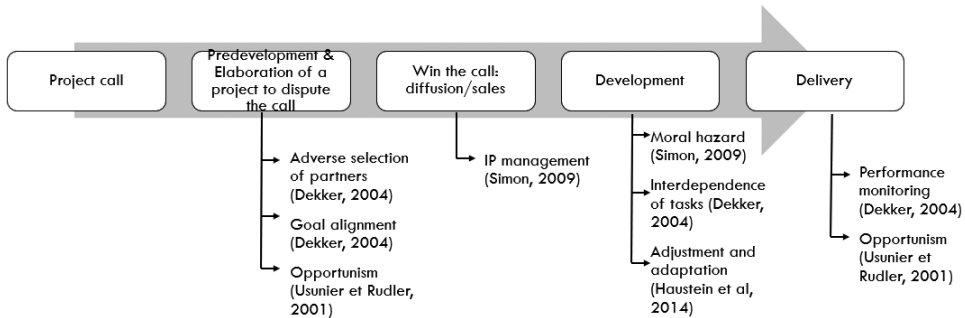 Project call
Predevelopment &
Elaboration of a
project to dispute
the call
Win the call:
diffusion/sales
Development
Delivery
Adverse selection
of partners
(Dekker, 2004)
Goal alignment
(Dekker, 2004)
Opportunism
(Usunier et Rudler,
2001)
IP management
(Simon, 2009)
Moral hazard
(Simon, 2009)
Interdependence
of tasks (Dekker,
2004)
Adjustment and
adaptation
(Haustein et al,
2014)
Performance
monitoring
(Dekker, 2004)
Opportunism
(Usunier et Rudler,
2001)